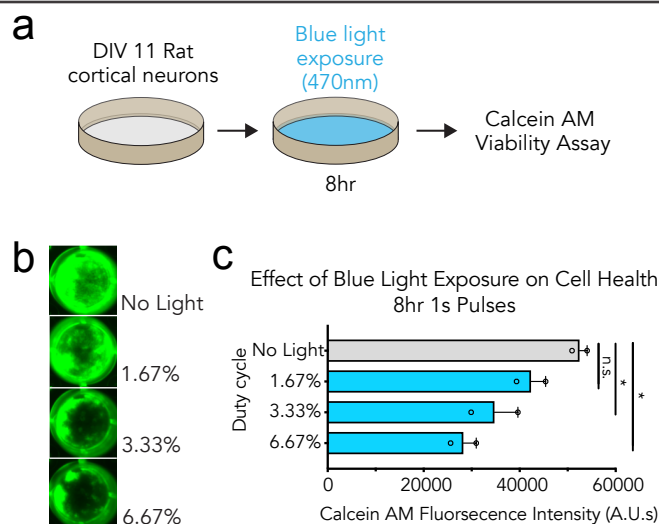 a
DIV 11 Rat
cortical neurons
Blue light
exposure
(470nm)
8hr
Calcein AM
Viability Assay
b
No Light
1.67%
3.33%
6.67%
c
Effect of Blue Light Exposure on Cell Health
8hr 1s Pulses
Duty cycle
No Light
1.67%
3.33%
6.67%
n.s.
*
*
0
20000
40000
60000
Calcein AM Fluorsecence Intensity (A.U.s)